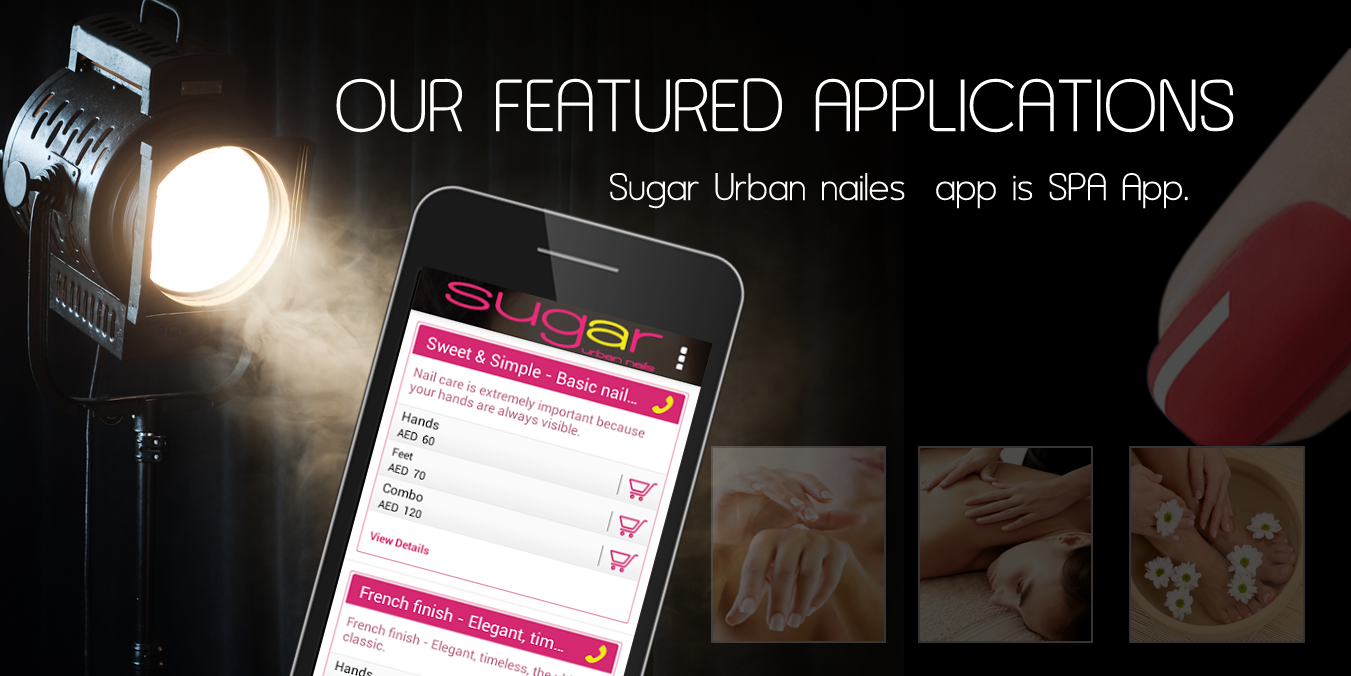 OUR FEATURED APPLICATIONS
Sugar Urban nailes app is SPA App.
sugar
urban nails
Sweet & Simple - Basic nail...
Nail care is extremely important because
your hands are always visible.
Hands
AED 60
Feet
AED 70
Combo
AED 120
View Details
French finish - Elegant, tim...
French finish - Elegant, timeless, the
classic.
Hands